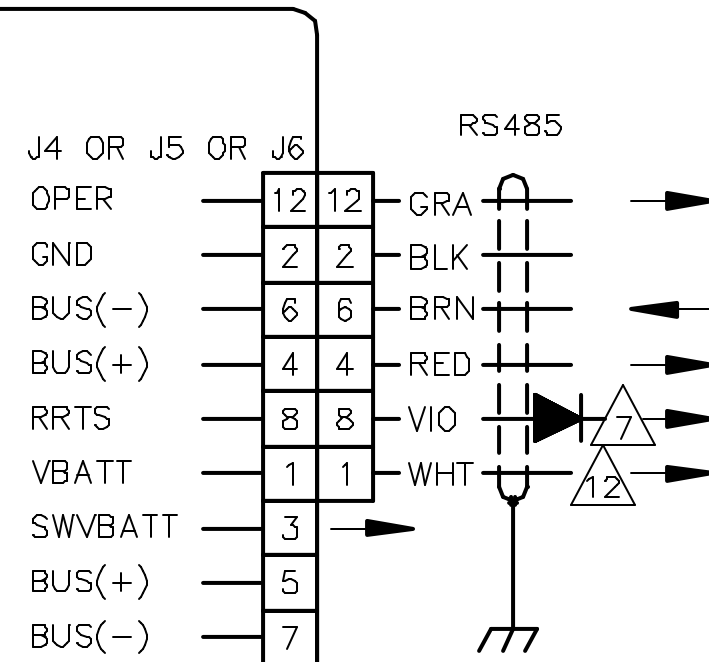 RS485
J4 OR J5 OR J6
OPER 12 12 GRA
GND 2 2 BLK
BUS(-) 6 6 BRN
BUS(+) 4 4 RED
RRTS 8 8 VIO 7
VBATT 1 1 WHT 12
SWVBATT 3
BUS(+) 5
BUS(-) 7